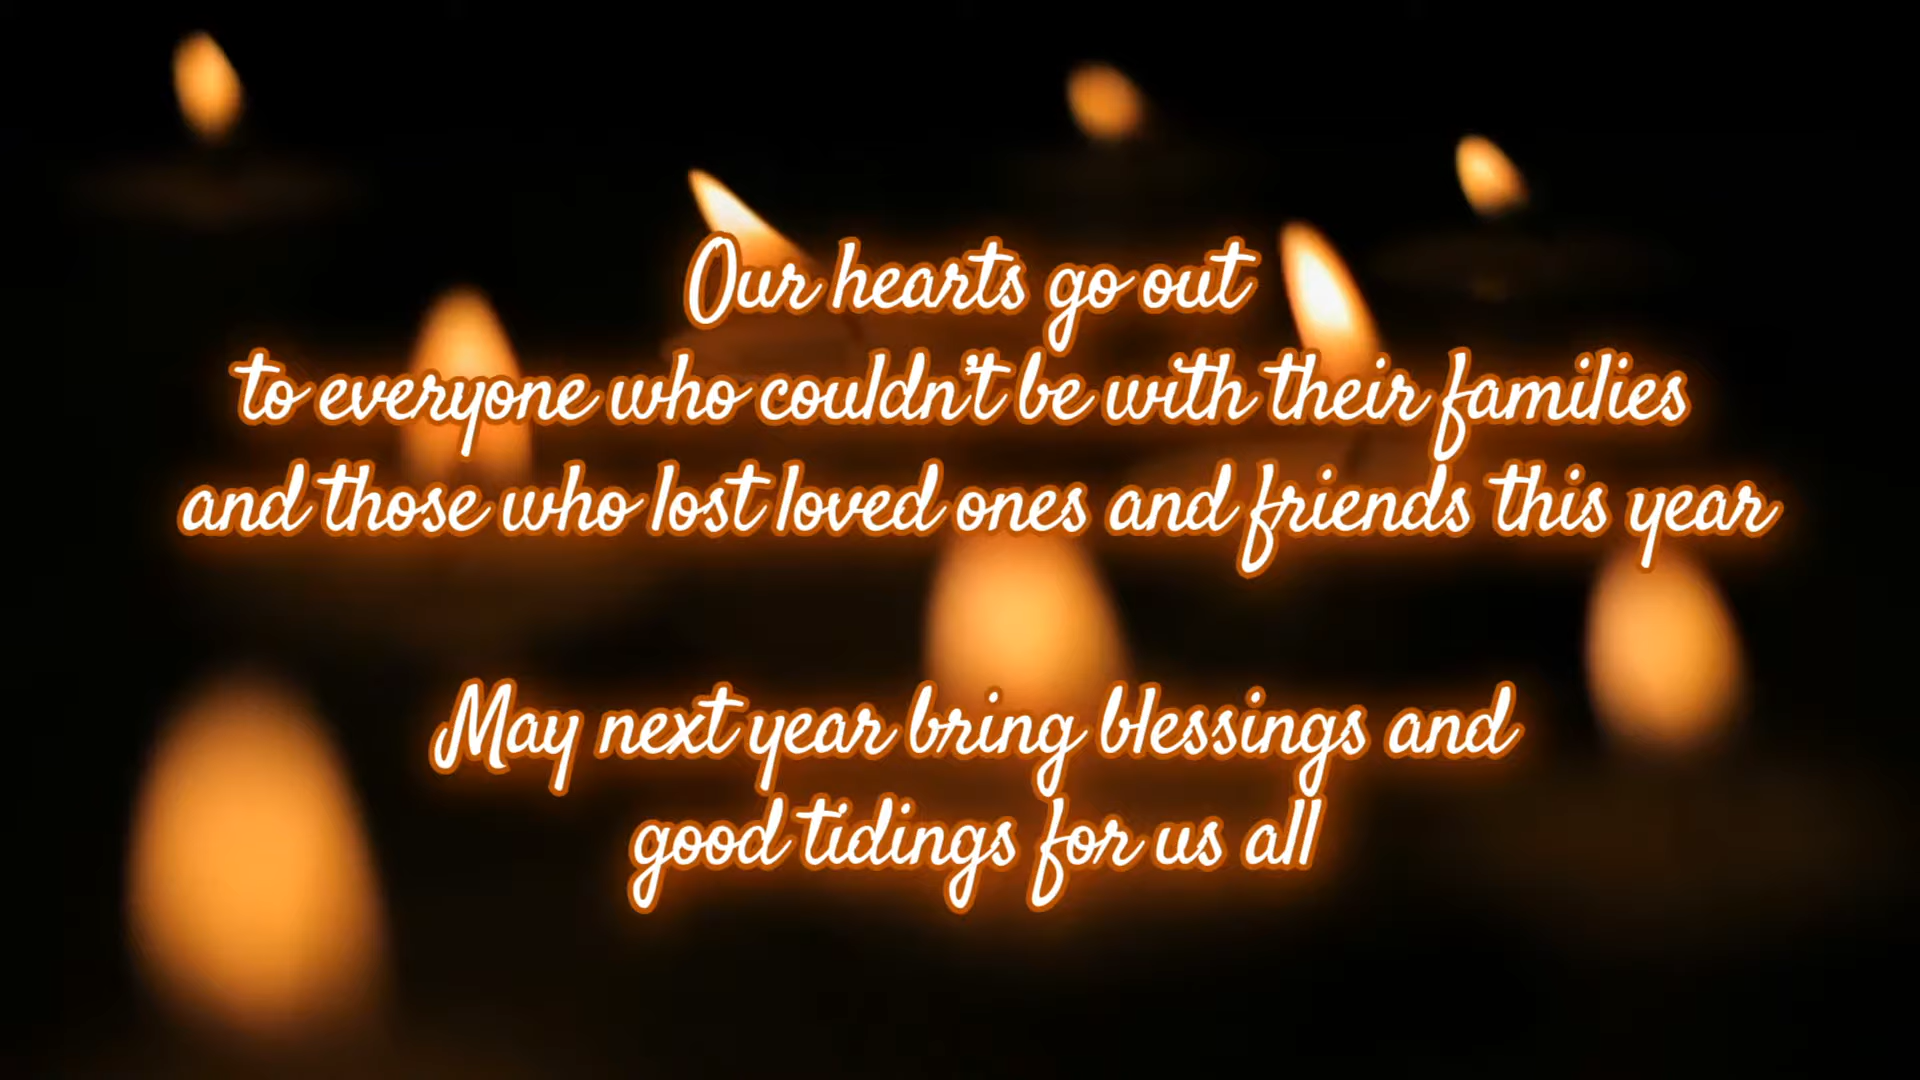 Our hearts go out
to everyone who couldn't be with their families
and those who lost loved ones and friends this year
May next year bring blessings and
good tidings for us all